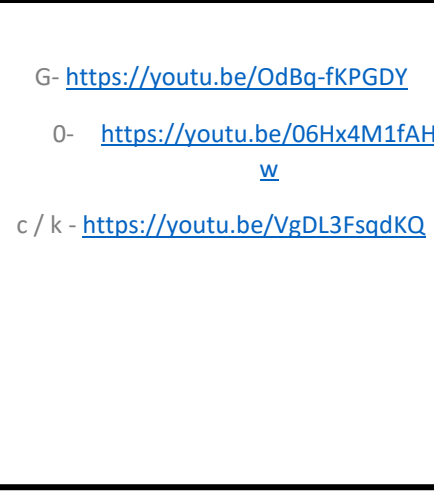 G- https://youtu.be/OdBq-fKPGDY
0- https://youtu.be/06Hx4M1fAH
w
c / k - https://youtu.be/VgDL3FsqdKQ